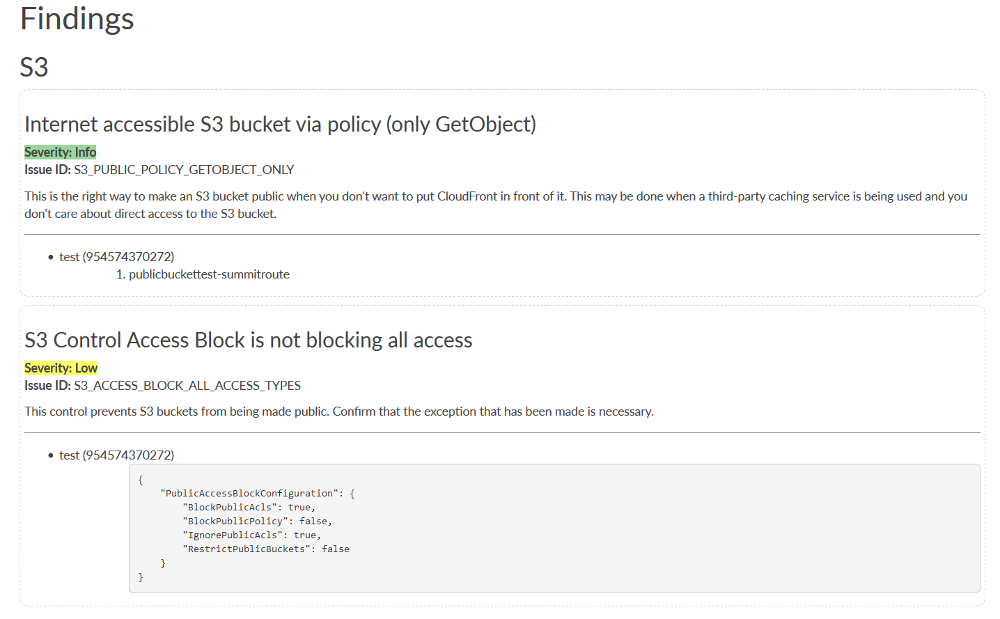 Findings
S3
Internet accessible S3 bucket via policy (only GetObject)
Severity: Info
Issue ID: S3_PUBLIC_POLICY_GETOBJECT_ONLY
This is the right way to make an S3 bucket public when you don't want to put CloudFront in front of it. This may be done when a third-party caching service is being used and you
don't care about direct access to the S3 bucket.
• test (954574370272)
1. publicbuckettest-summitroute
S3 Control Access Block is not blocking all access
Severity: Low
Issue ID: S3_ACCESS_BLOCK_ALL_ACCESS_TYPES
This control prevents S3 buckets from being made public. Confirm that the exception that has been made is necessary.
• test (954574370272)
{
    "PublicAccessBlockConfiguration": {
        "BlockPublicAcls": true,
        "BlockPublicPolicy": false,
        "IgnorePublicAcls": true,
        "RestrictPublicBuckets": false
    }
}